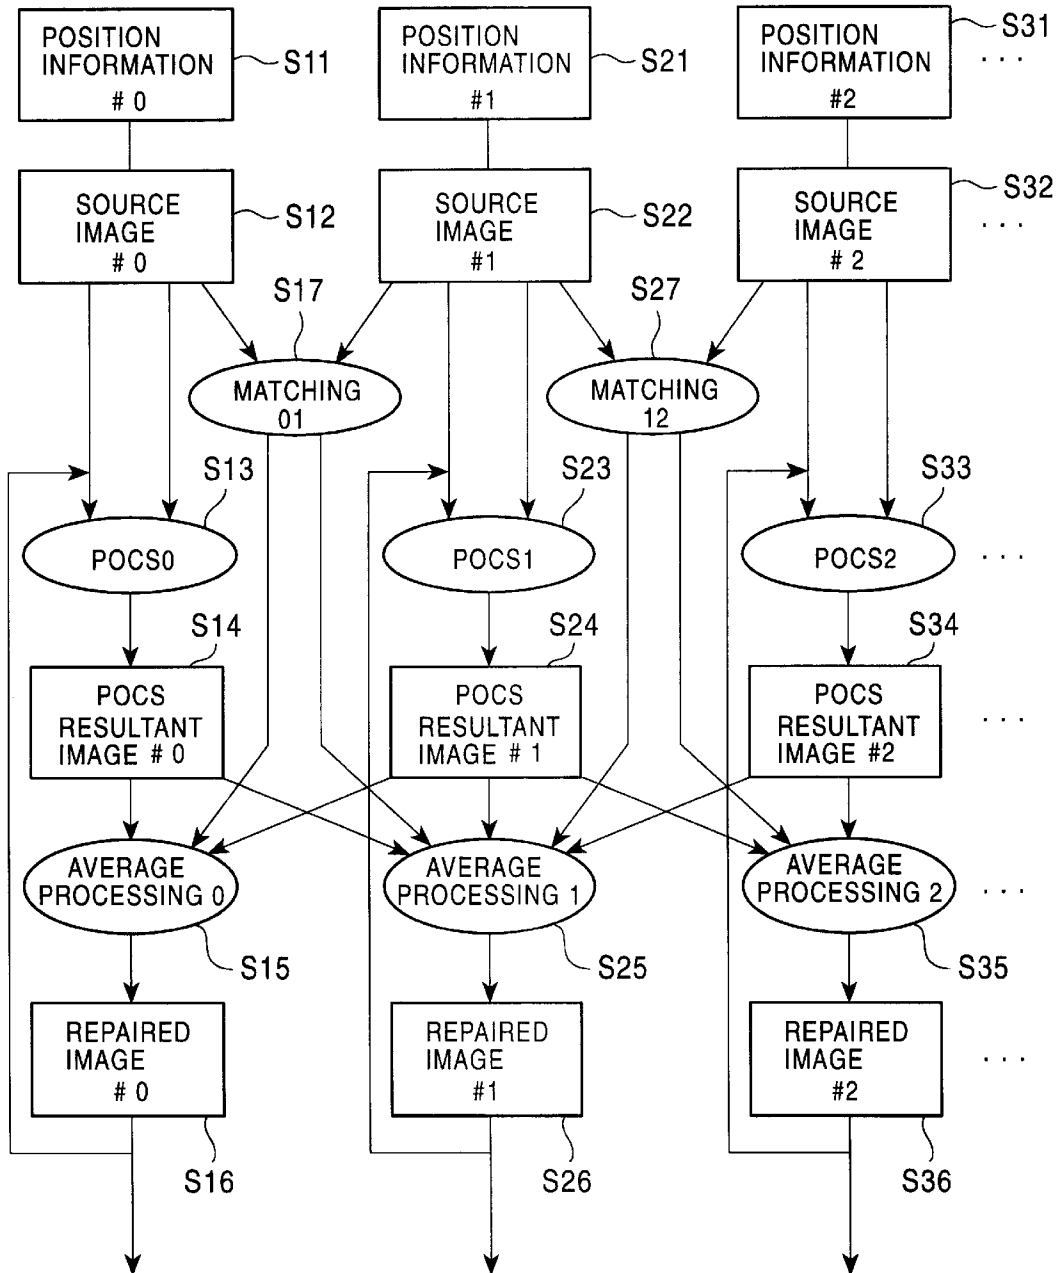 POSITION
INFORMATION
# 0
S11
POSITION
INFORMATION
#1
S21
POSITION
INFORMATION
#2
S31
. . .
SOURCE
IMAGE
# 0
S12
SOURCE
IMAGE
#1
S22
SOURCE
IMAGE
# 2
S32
. . .
S17
MATCHING
01
S27
MATCHING
12
S13
POCS0
S23
POCS1
S33
POCS2
. . .
S14
POCS
RESULTANT
IMAGE # 0
S24
POCS
RESULTANT
IMAGE # 1
S34
POCS
RESULTANT
IMAGE #2
. . .
AVERAGE
PROCESSING 0
S15
AVERAGE
PROCESSING 1
S25
AVERAGE
PROCESSING 2
S35
. . .
REPAIRED
IMAGE
# 0
S16
REPAIRED
IMAGE
#1
S26
REPAIRED
IMAGE
#2
S36
. . .